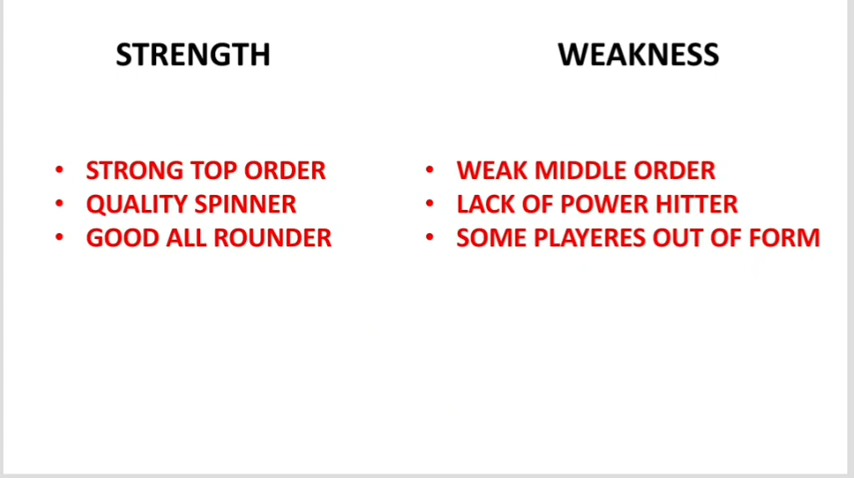 STRENGTH
WEAKNESS
• STRONG TOP ORDER
• QUALITY SPINNER
• GOOD ALL ROUNDER
• WEAK MIDDLE ORDER
• LACK OF POWER HITTER
• SOME PLAYERES OUT OF FORM